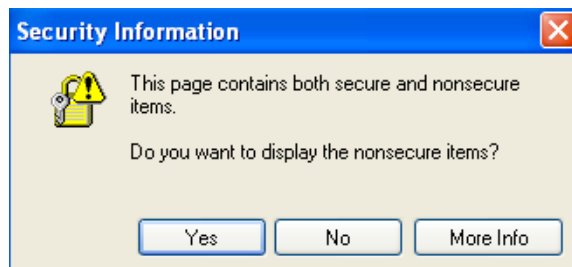 Security Information
This page contains both secure and nonsecure
items.
Do you want to display the nonsecure items?
Yes
No
More Info